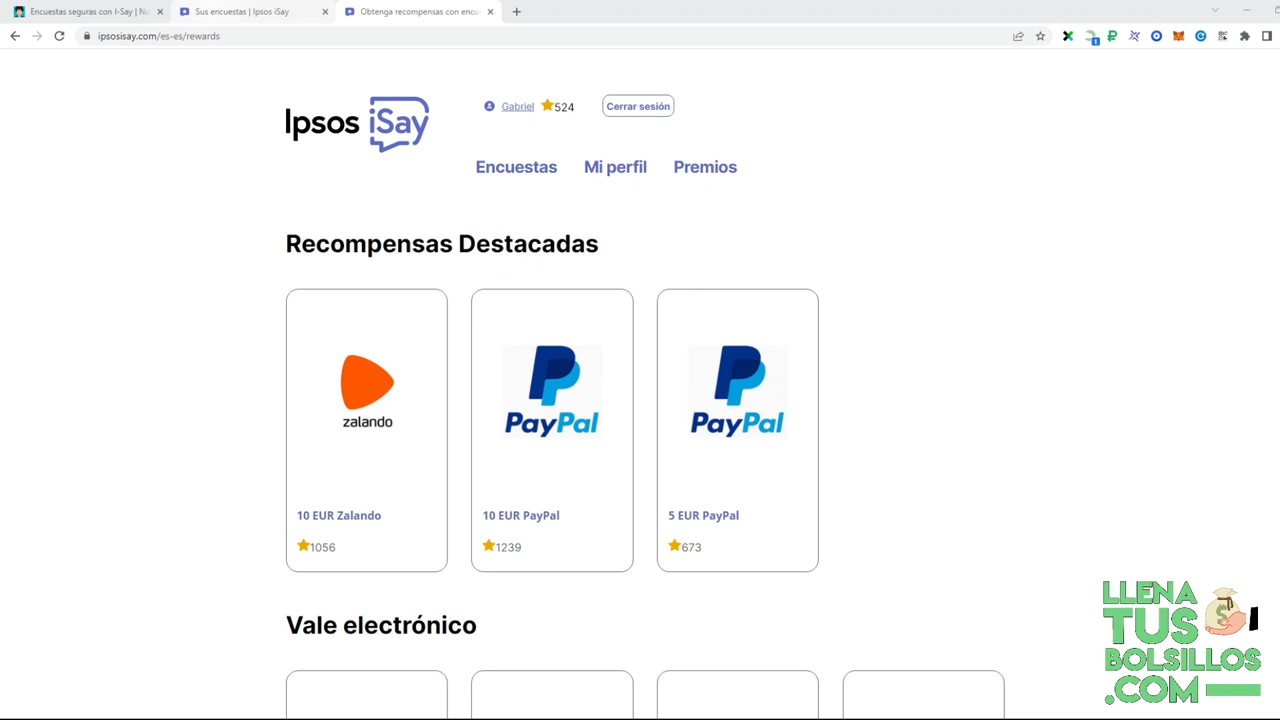 Encuestas seguras con I-Say | Nu
Sus encuestas | Ipsos iSay
Obtenga recompensas con encu
ipsosisay.com/es-es/rewards
1
Ipsos iSay
Gabriel
524
Cerrar sesión
Encuestas
Mi perfil
Premios
Recompensas Destacadas
zalando
PayPal
PayPal
10 EUR Zalando
10 EUR PayPal
5 EUR PayPal
1056
1239
673
Vale electrónico
LLENA
TUS
BOLSILLOS
.COM